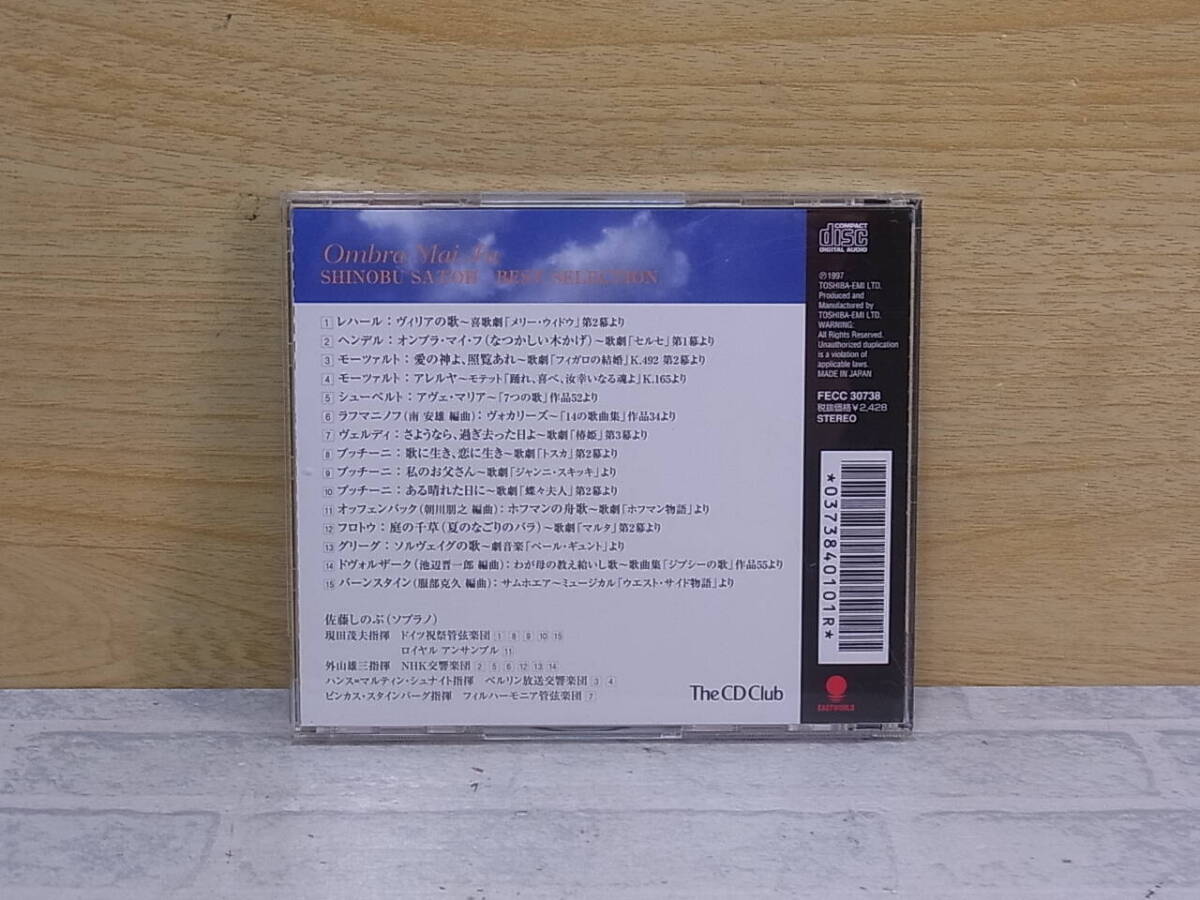 Ombra Mai Fu
SHINOBU SATOH BEST SELECTION
1 レハール：ヴィリアの歌～喜歌劇「メリー・ウィドウ」第2幕より
2 ヘンデル：オンブラ・マイ・フ（なつかしい木かげ）～歌劇「セルセ」第1幕より
3 モーツァルト：愛の神よ、照覧あれ～歌劇「フィガロの結婚」K.492 第2幕より
4 モーツァルト：アレルヤ～モテット「踊れ、喜べ、汝幸いなる魂よ」K.165より
5 シューベルト：アヴェ・マリア～「7つの歌」作品52より
6 ラフマニノフ（南 安雄 編曲）：ヴォカリーズ～「14の歌曲集」作品34より
7 ヴェルディ：さようなら、過ぎ去った日よ～歌劇「椿姫」第3幕より
8 プッチーニ：歌に生き、恋に生き～歌劇「トスカ」第2幕より
9 プッチーニ：私のお父さん～歌劇「ジャンニ・スキッキ」より
10 プッチーニ：ある晴れた日に～歌劇「蝶々夫人」第2幕より
11 オッフェンバック（朝川朋之 編曲）：ホフマンの舟歌～歌劇「ホフマン物語」より
12 フロトウ：庭の千草（夏のなごりのバラ）～歌劇「マルタ」第2幕より
13 グリーグ：ソルヴェイグの歌～劇音楽「ペール・ギュント」より
14 ドヴォルザーク（池辺晋一郎 編曲）：わが母の教え給いし歌～歌曲集「ジプシーの歌」作品55より
15 バーンスタイン（服部克久 編曲）：サムホエア～ミュージカル「ウエスト・サイド物語」より
佐藤しのぶ（ソプラノ）
現田茂夫指揮 ドイツ祝祭管弦楽団 1 8 9 10 15
ロイヤル アンサンブル 11
外山雄三指揮 NHK交響楽団 2 5 6 12 13 14
ハンス=マルティン・シュナイト指揮 ベルリン放送交響楽団 3 4
ピンカス・スタインバーグ指揮 フィルハーモニア管弦楽団 7
The CD Club
COMPACT
disc
DIGITAL AUDIO
℗1997
TOSHIBA-EMI LTD.
Produced and
Manufactured by
TOSHIBA-EMI LTD.
WARNING:
All Rights Reserved.
Unauthorized duplication
is a violation of
applicable laws.
MADE IN JAPAN
FECC 30738
税抜価格¥2,428
STEREO
*0373840101R*
EASTWORLD